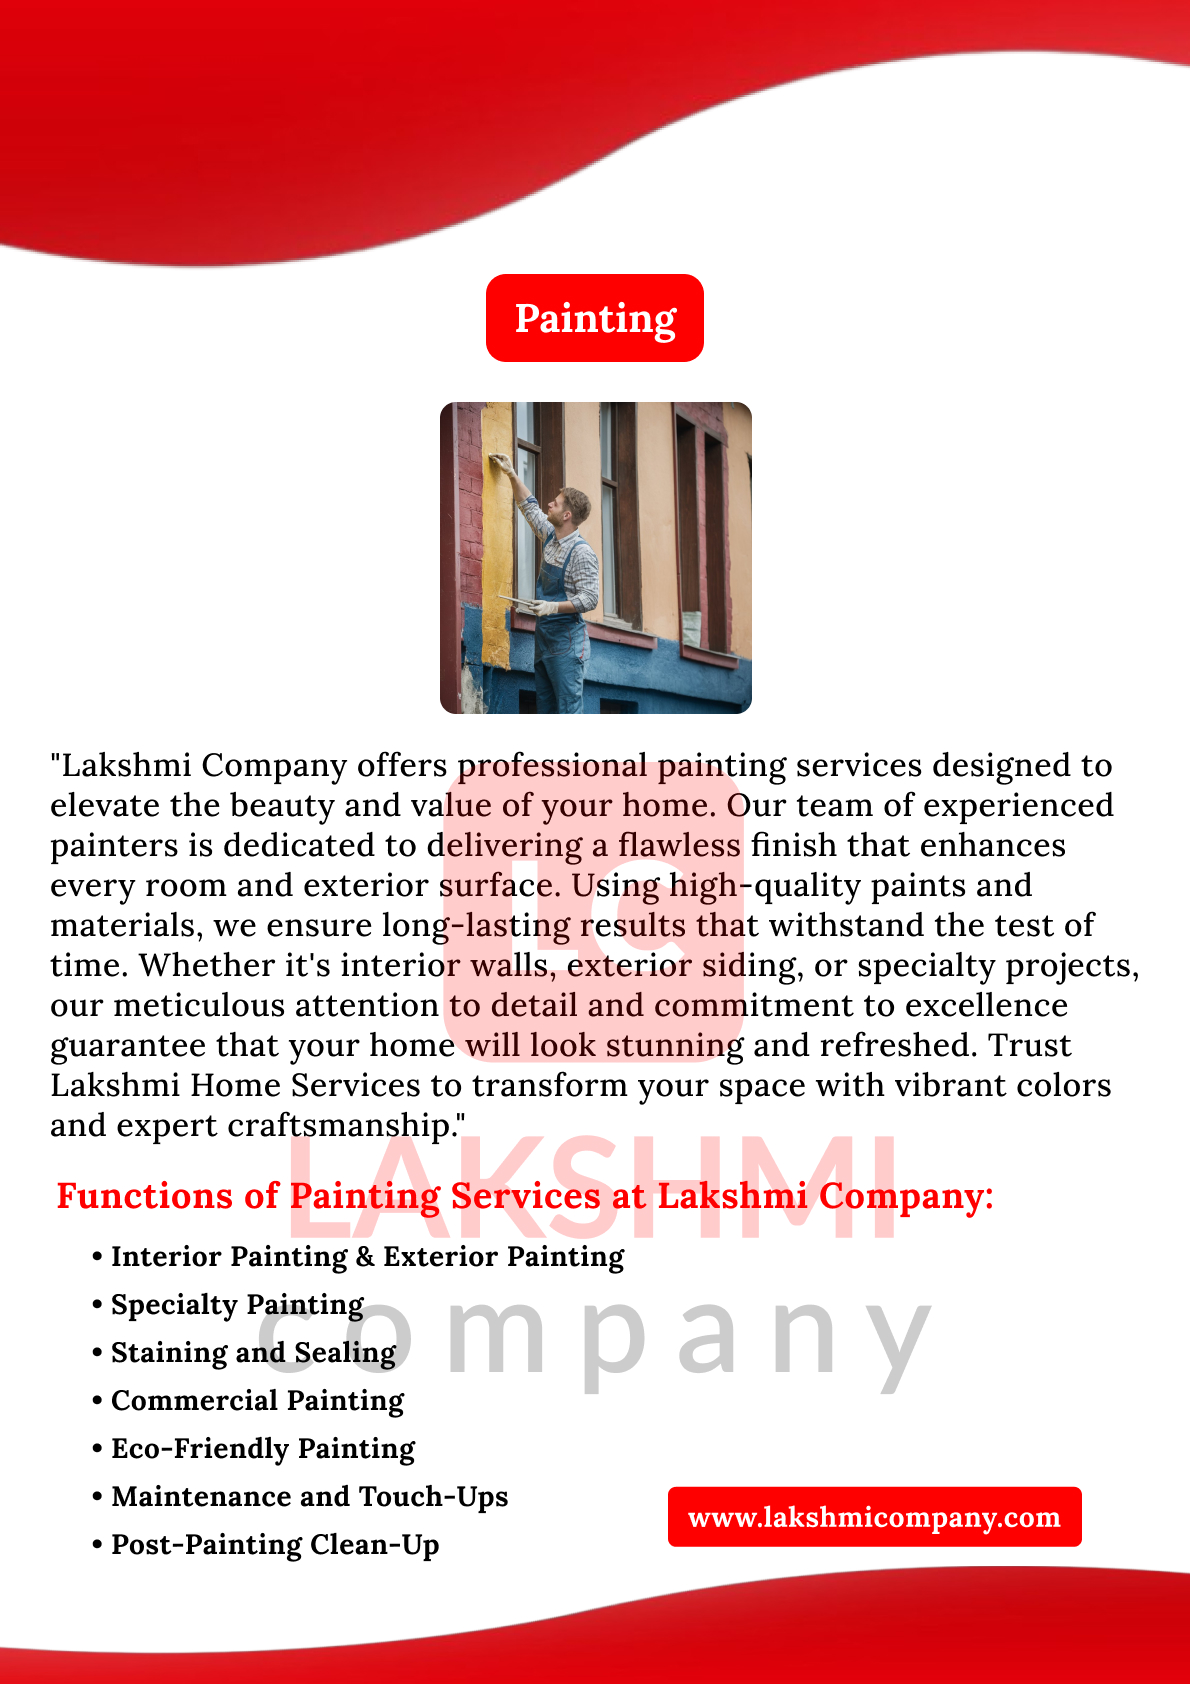 Painting
"Lakshmi Company offers professional painting services designed to
elevate the beauty and value of your home. Our team of experienced
painters is dedicated to delivering a flawless finish that enhances
every room and exterior surface. Using high-quality paints and
materials, we ensure long-lasting results that withstand the test of
time. Whether it's interior walls, exterior siding, or specialty projects,
our meticulous attention to detail and commitment to excellence
guarantee that your home will look stunning and refreshed. Trust
Lakshmi Home Services to transform your space with vibrant colors
and expert craftsmanship."
LC
LAKSHMI
company
Functions of Painting Services at Lakshmi Company:
• Interior Painting & Exterior Painting
• Specialty Painting
• Staining and Sealing
• Commercial Painting
• Eco-Friendly Painting
• Maintenance and Touch-Ups
• Post-Painting Clean-Up
www.lakshmicompany.com